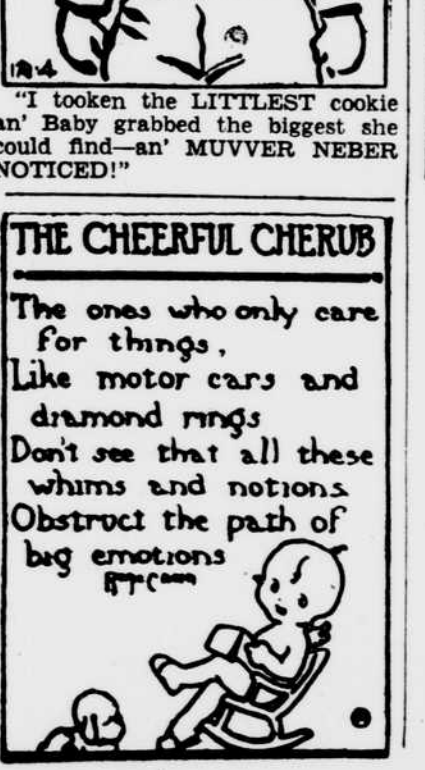 12-4
"I tooken the LITTLEST cookie
an' Baby grabbed the biggest she
could find—an' MUVVER NEBER
NOTICED!"
THE CHEERFUL CHERUB
The ones who only care
for things,
Like motor cars and
diamond rings
Don't see that all these
whims and notions
Obstruct the path of
big emotions